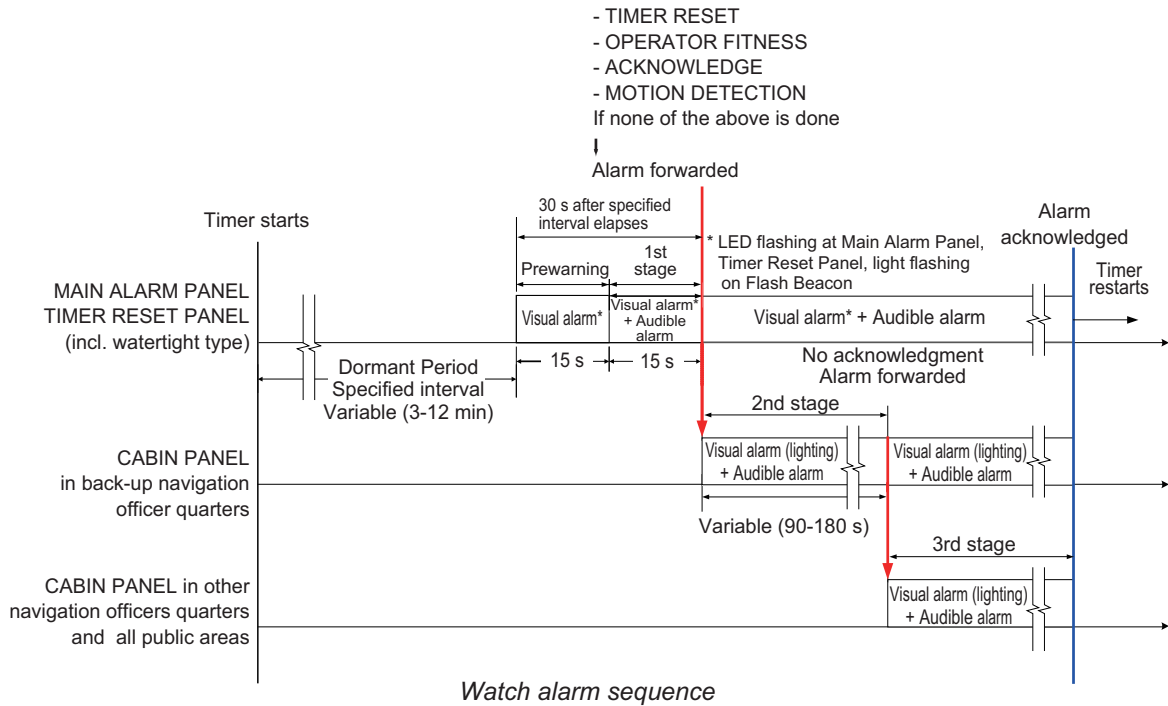 - TIMER RESET
- OPERATOR FITNESS
- ACKNOWLEDGE
- MOTION DETECTION
If none of the above is done
Alarm forwarded
Timer starts
30 s after specified
interval elapses
Alarm
acknowledged
* LED flashing at Main Alarm Panel,
Timer Reset Panel, light flashing
on Flash Beacon
Prewarning
1st
stage
Timer
restarts
MAIN ALARM PANEL
TIMER RESET PANEL
(incl. watertight type)
Visual alarm*
Visual alarm*
+ Audible
alarm
Visual alarm* + Audible alarm
15 s
15 s
No acknowledgment
Alarm forwarded
Dormant Period
Specified interval
Variable (3-12 min)
2nd stage
CABIN PANEL
in back-up navigation
officer quarters
Visual alarm (lighting)
+ Audible alarm
Visual alarm (lighting)
+ Audible alarm
Variable (90-180 s)
3rd stage
CABIN PANEL in other
navigation officers quarters
and all public areas
Visual alarm (lighting)
+ Audible alarm
Watch alarm sequence